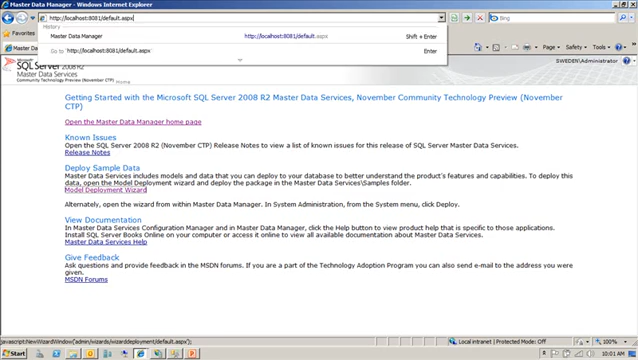 Master Data Manager - Windows Internet Explorer
http://localhost:8081/default.aspx
Bing
History
Master Data Manager http://localhost:8081/default.aspx Shift + Enter
Go to 'http://localhost:8081/default.aspx' Enter
Favorites
Master Da
Page Safety Tools
Microsoft
SQL Server 2008 R2
Master Data Services
Community Technology Preview (November CTP)
SWEDEN\Administrator
Getting Started with the Microsoft SQL Server 2008 R2 Master Data Services, November Community Technology Preview (November
CTP)
Open the Master Data Manager home page
Known Issues
Open the SQL Server 2008 R2 (November CTP) Release Notes to view a list of known issues for this release of SQL Server Master Data Services.
Release Notes
Deploy Sample Data
Master Data Services includes models and data that you can deploy to your database to better understand the product's features and capabilities. To deploy this
data, open the Model Deployment wizard and deploy the package in the Master Data Services\Samples folder.
Model Deployment Wizard
Alternately, open the wizard from within Master Data Manager. In System Administration, from the System menu, click Deploy.
View Documentation
In Master Data Services Configuration Manager and in Master Data Manager, click the Help button to view product help that is specific to those applications.
Install SQL Server Books Online on your computer or access it online to view all available documentation about Master Data Services.
Master Data Services Help
Give Feedback
Ask questions and provide feedback in the MSDN forums. If you are a part of the Technology Adoption Program you can also send e-mail to the address you were
given.
MSDN Forums
javascript:NewWizardWindow('admin/wizards/wizarddeployment/default.aspx');
Local intranet | Protected Mode: Off
100%
Start
10:01 AM